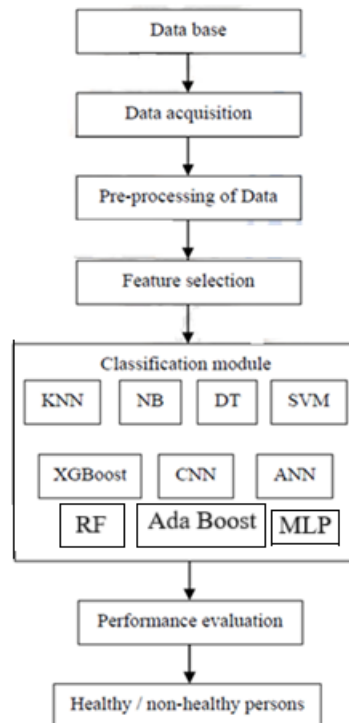 Data base
Data acquisition
Pre-processing of Data
Feature selection
Classification module
KNN NB DT SVM
XGBoost CNN ANN
RF Ada Boost MLP
Performance evaluation
Healthy / non-healthy persons